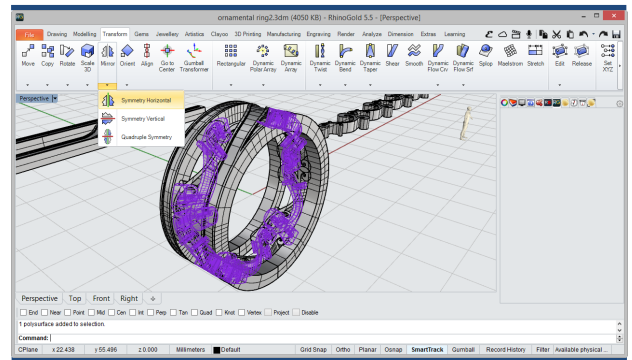 ornamental ring2.3dm (4050 KB) - RhinoGold 5.5 - [Perspective]
File Drawing Modelling Transform Gems Jewellery Artistics Clayoo 3D Printing Manufacturing Engraving Render Analyze Dimension Extras Learning
Move Copy Rotate Scale 3D Mirror Orient Align Go to Center Gumball Transformer Rectangular Dynamic Polar Array Dynamic Array Dynamic Twist Dynamic Bend Dynamic Taper Shear Smooth Dynamic Flow Crv Dynamic Flow Srf Splop Maelstrom Stretch Edit Release Set XYZ
Perspective
Symmetry Horizontal
Symmetry Vertical
Quadruple Symmetry
Perspective Top Front Right
End Near Point Mid Cen Int Perp Tan Quad Knot Vertex Project Disable
1 polysurface added to selection.
Command:
CPlane x 22.438 y 55.496 z 0.000 Millimeters Default Grid Snap Ortho Planar Osnap SmartTrack Gumball Record History Filter Available physical ...